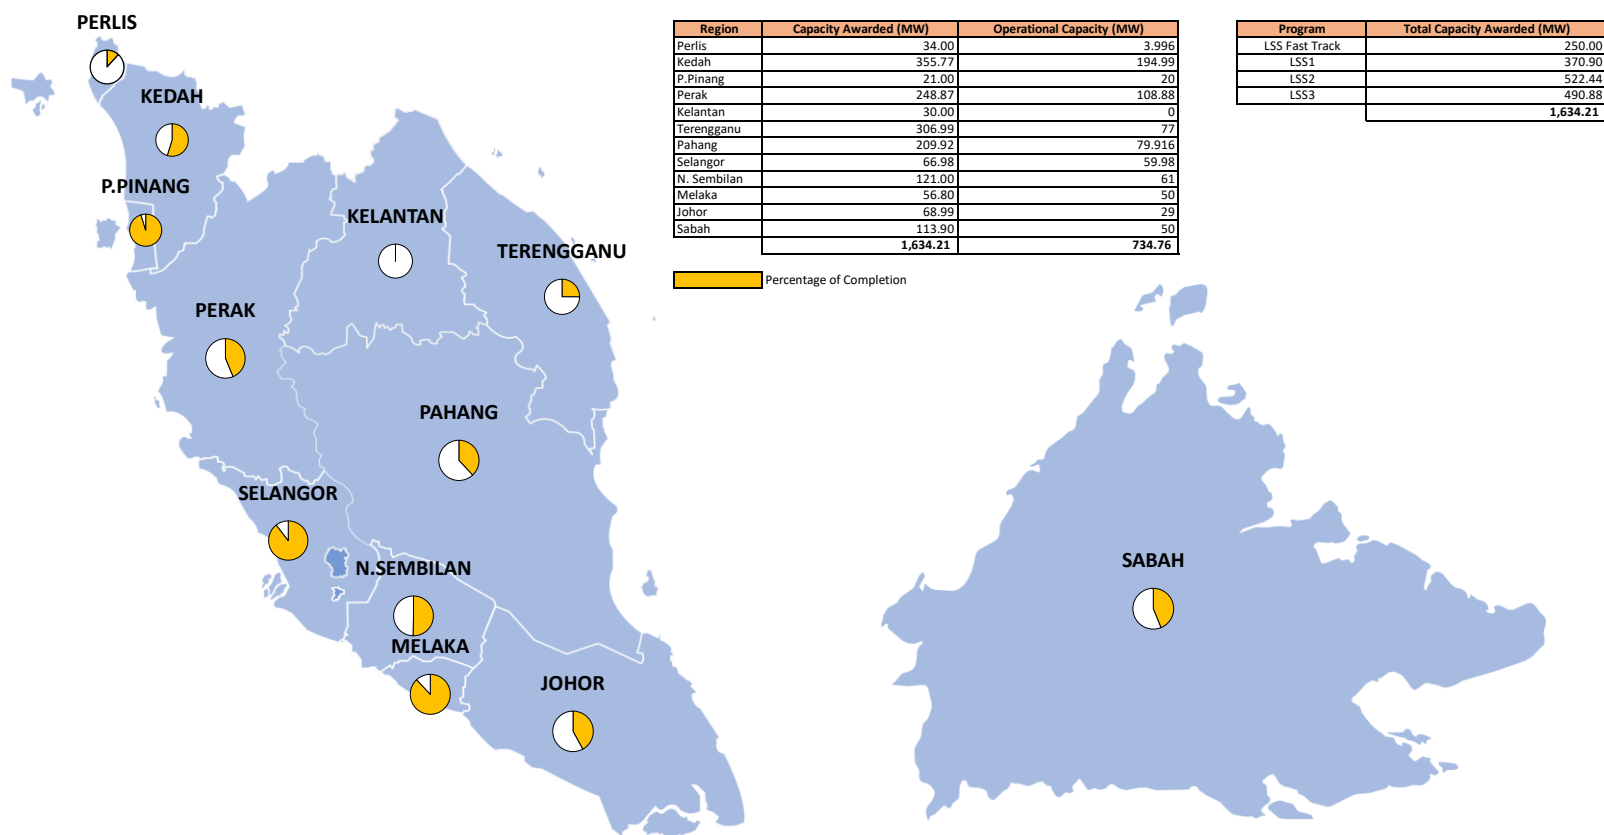 PERLIS
KEDAH
P.PINANG
KELANTAN
TERENGGANU
PERAK
PAHANG
SELANGOR
N.SEMBILAN
MELAKA
JOHOR
SABAH
Region Capacity Awarded (MW) Operational Capacity (MW)
Perlis 34.00 3.996
Kedah 355.77 194.99
P.Pinang 21.00 20
Perak 248.87 108.88
Kelantan 30.00 0
Terengganu 306.99 77
Pahang 209.92 79.916
Selangor 66.98 59.98
N. Sembilan 121.00 61
Melaka 56.80 50
Johor 68.99 29
Sabah 113.90 50
1,634.21 734.76
Percentage of Completion
Program Total Capacity Awarded (MW)
LSS Fast Track 250.00
LSS1 370.90
LSS2 522.44
LSS3 490.88
1,634.21